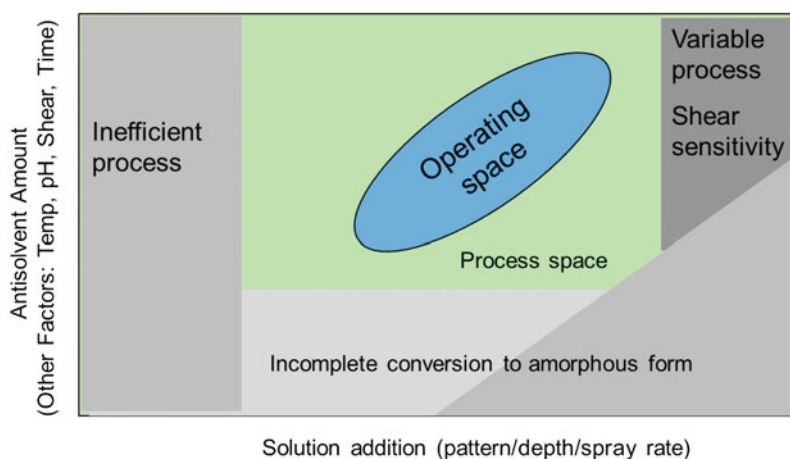 Antisolvent Amount
(Other Factors: Temp, pH, Shear, Time)
Inefficient
process
Operating
space
Variable
process
Shear
sensitivity
Process space
Incomplete conversion to amorphous form
Solution addition (pattern/depth/spray rate)